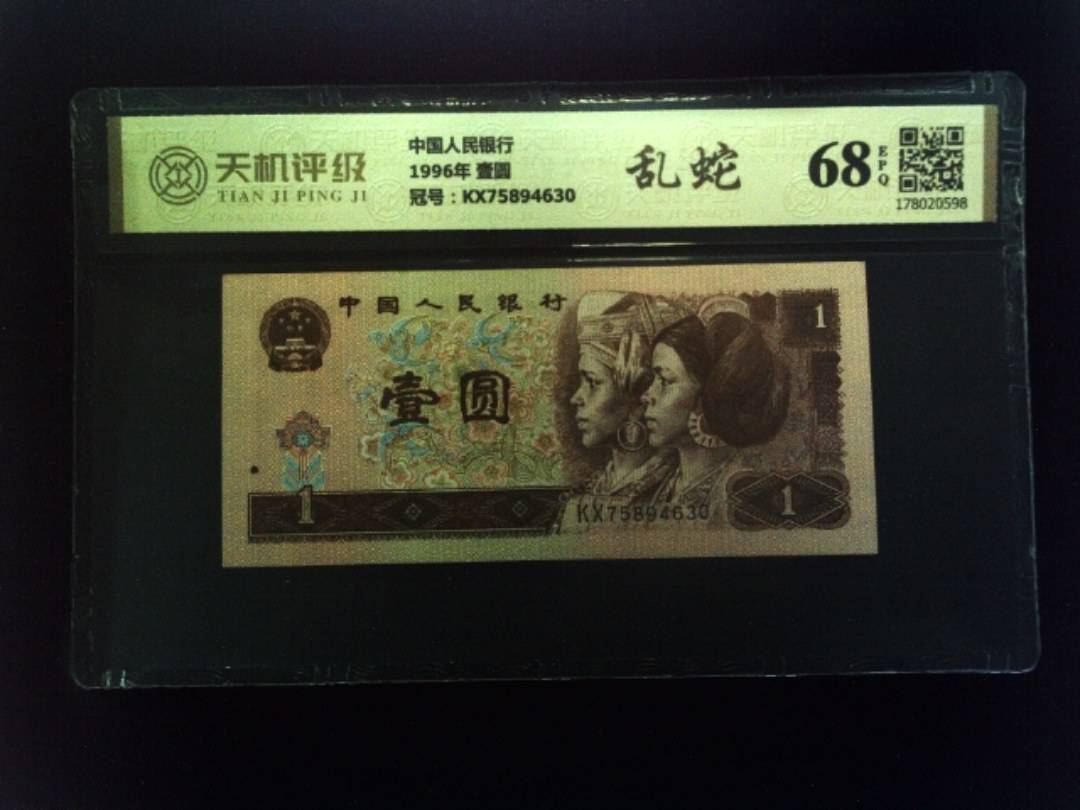 天机评级
TIAN JI PING JI
中国人民银行
1996年 壹圆
冠号：KX75894630
乱蛇
68
EPQ
178020598
中国人民银行
1
壹圆
1
KX75894630
1